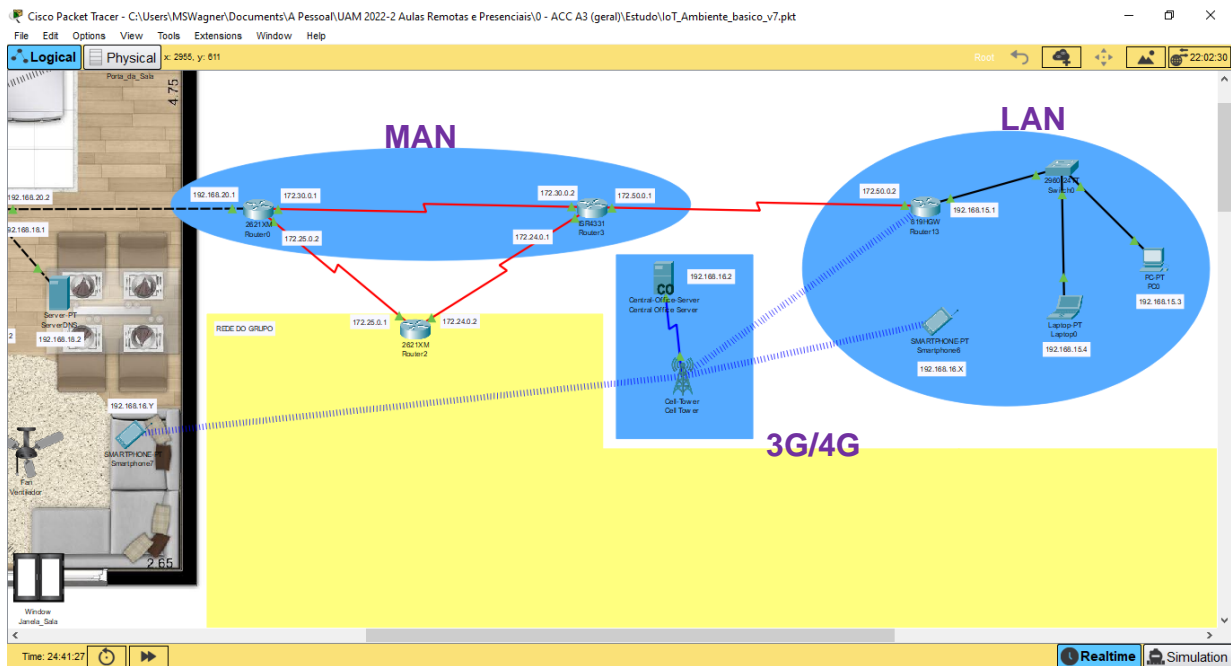 Cisco Packet Tracer - C:\Users\MSWagner\Documents\A Pessoal\UAM 2022-2 Aulas Remotas e Presenciais\0 - ACC A3 (geral)\Estudo\IoT_Ambiente_basico_v7.pkt
File Edit Options View Tools Extensions Window Help
Logical Physical x: 2955, y: 611 Root 22:02:30
Porta_da_Sala
4.75
MAN
LAN
192.168.20.2
192.168.20.1
172.30.0.1
172.30.0.2
172.50.0.1
172.50.0.2
2960-24TT
Switch0
2621XM
Router0
ISR4331
Router3
819HGW
Router13
192.168.15.1
192.168.18.1
172.25.0.2
172.24.0.1
PC-PT
PC0
192.168.15.3
CO
192.168.16.2
Central-Office-Server
Central Office Server
Server-PT
ServerDNS
192.168.18.2
2
172.25.0.1
172.24.0.2
2621XM
Router2
REDE DO GRUPO
Laptop-PT
Laptop0
192.168.15.4
SMARTPHONE-PT
Smartphone6
192.168.16.X
Cell-Tower
Cell Tower
192.168.16.Y
SMARTPHONE-PT
Smartphone7
3G/4G
Fan
Ventilador
2.65
Window
Janela_Sala
Time: 24:41:27 Realtime Simulation